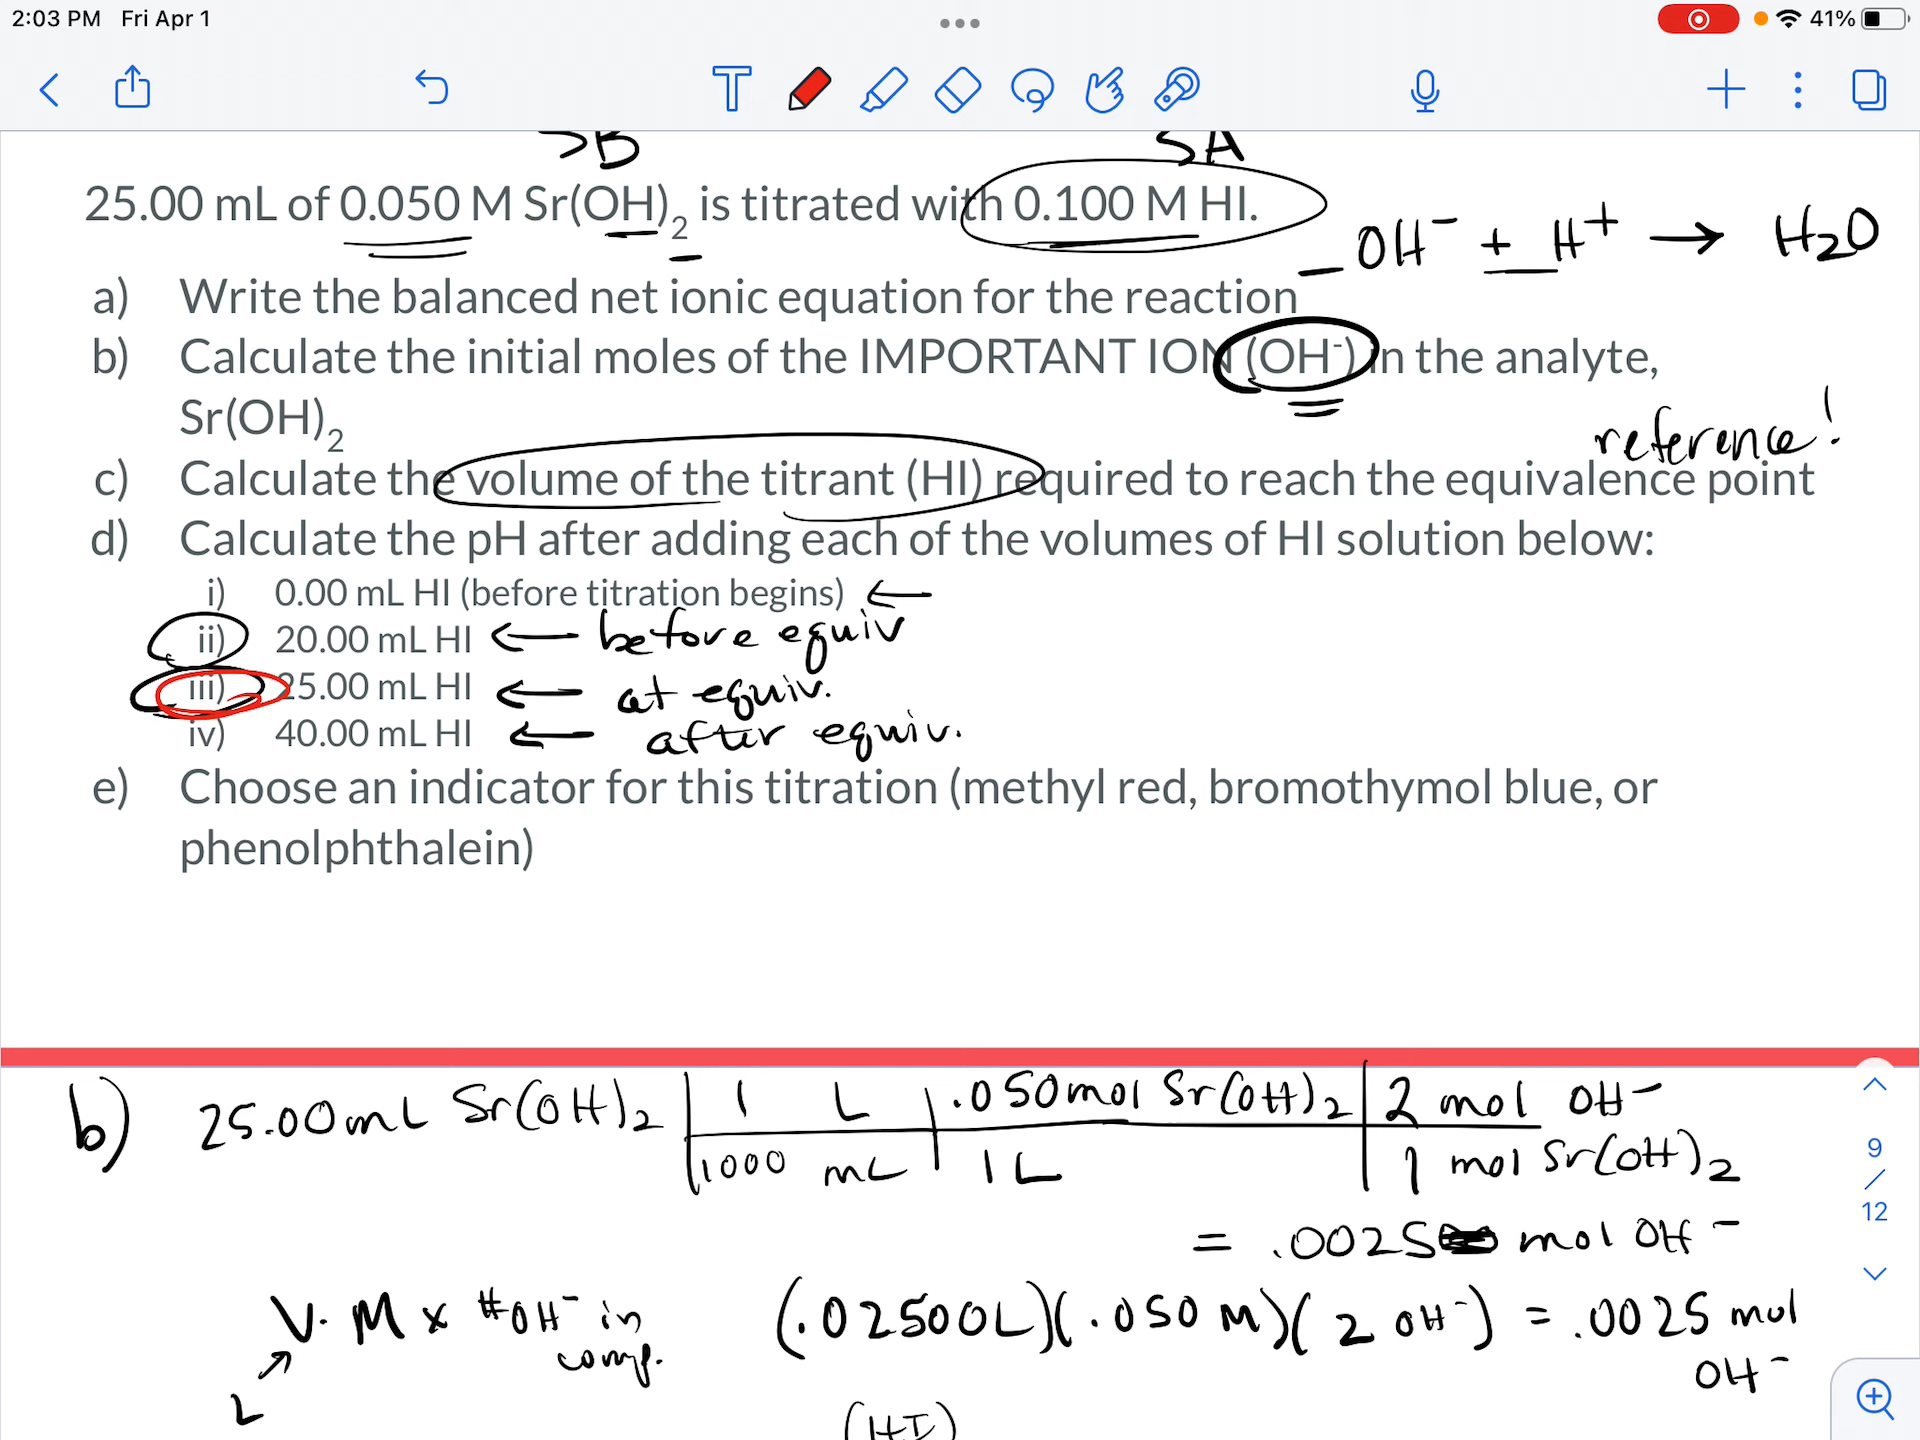 2:03 PM Fri Apr 1
41%
SB SA
25.00 mL of 0.050 M Sr(OH)₂ is titrated with 0.100 M HI.
_OH⁻ + _H⁺ → H₂O
a) Write the balanced net ionic equation for the reaction
b) Calculate the initial moles of the IMPORTANT ION (OH⁻) in the analyte,
Sr(OH)₂
reference!
c) Calculate the volume of the titrant (HI) required to reach the equivalence point
d) Calculate the pH after adding each of the volumes of HI solution below:
i) 0.00 mL HI (before titration begins) ←
ii) 20.00 mL HI ← before equiv
iii) 25.00 mL HI ← at equiv.
iv) 40.00 mL HI ← after equiv.
e) Choose an indicator for this titration (methyl red, bromothymol blue, or
phenolphthalein)
b) 25.00mL Sr(OH)₂ | 1 L | .050mol Sr(OH)₂ | 2 mol OH⁻
1000 mL | 1L | 1 mol Sr(OH)₂
= .0025 mol OH⁻
V. M x #OH⁻ in comp. (.02500L)(.050 M)(2 OH⁻) = .0025 mol
OH⁻
L
(HI)
9
/
12